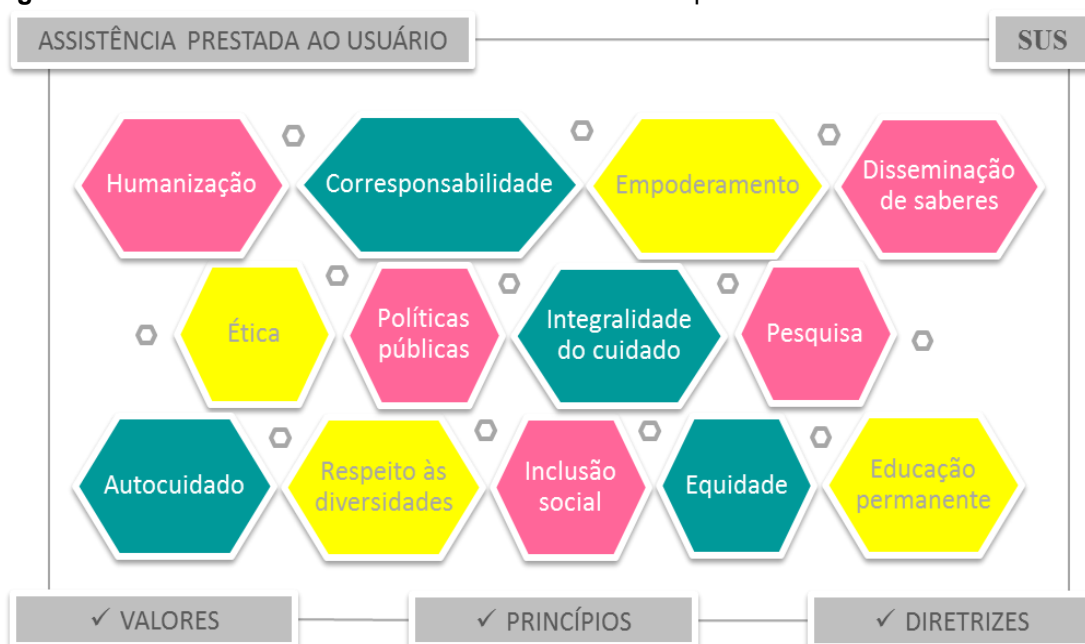 ASSISTÊNCIA PRESTADA AO USUÁRIO
SUS
Humanização
Corresponsabilidade
Empoderamento
Disseminação
de saberes
Ética
Políticas
públicas
Integralidade
do cuidado
Pesquisa
Autocuidado
Respeito às
diversidades
Inclusão
social
Equidade
Educação
permanente
✓ VALORES
✓ PRINCÍPIOS
✓ DIRETRIZES